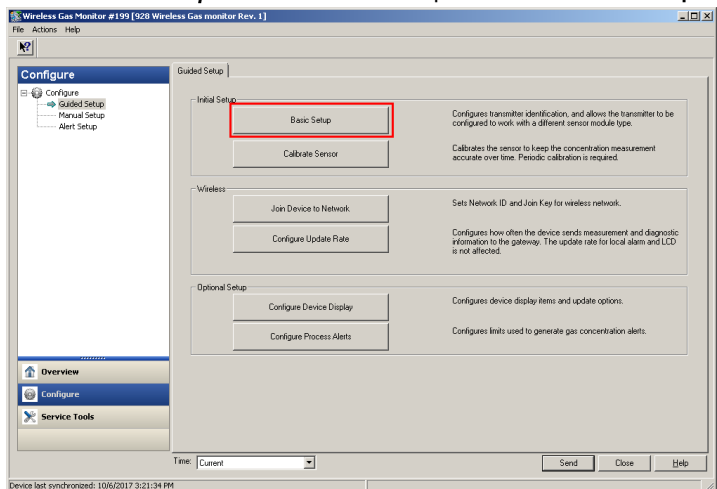 Wireless Gas Monitor #199 [928 Wireless Gas monitor Rev. 1]
File Actions Help
Configure
Configure
Guided Setup
Manual Setup
Alert Setup
Overview
Configure
Service Tools
Guided Setup
Initial Setup
Basic Setup
Configures transmitter identification, and allows the transmitter to be
configured to work with a different sensor module type.
Calibrate Sensor
Calibrates the sensor to keep the concentration measurement
accurate over time. Periodic calibration is required.
Wireless
Join Device to Network
Sets Network ID and Join Key for wireless network.
Configure Update Rate
Configures how often the device sends measurement and diagnostic
information to the gateway. The update rate for local alarm and LCD
is not affected.
Optional Setup
Configure Device Display
Configures device display items and update options.
Configure Process Alerts
Configures limits used to generate gas concentration alerts.
Time: Current
Send Close Help
Device last synchronized: 10/6/2017 3:21:34 PM